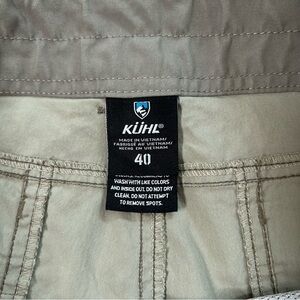 KÜHL®
MADE IN VIETNAM/
FABRIQUÉ AU VIETNAM/
HECHO EN VIETNAM
40
WASH WITH LIKE COLORS
AND INSIDE OUT. DO NOT DRY
CLEAN. DO NOT ATTEMPT
TO REMOVE SPOTS.